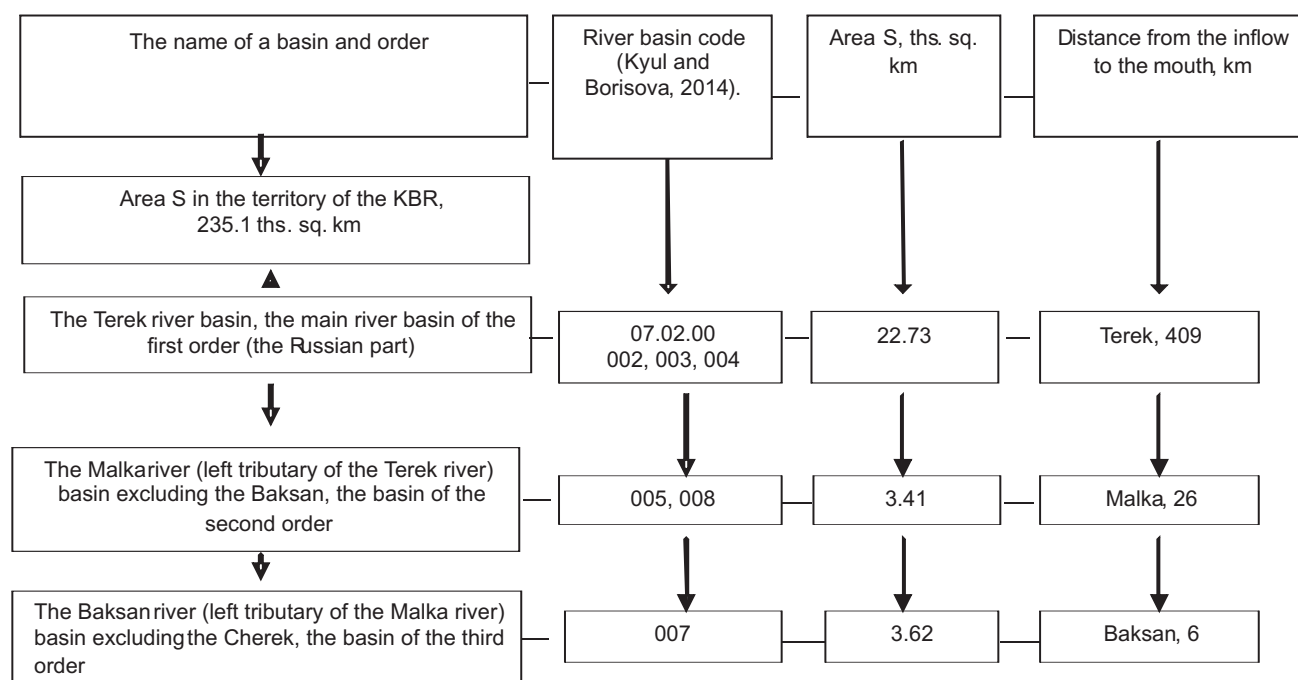 The name of a basin and order
River basin code
(Kyul and
Borisova, 2014).
Area S, ths. sq.
km
Distance from the inflow
to the mouth, km
Area S in the territory of the KBR,
235.1 ths. sq. km
The Terek river basin, the main river basin of the
first order (the Russian part)
07.02.00
002, 003, 004
22.73
Terek, 409
The Malka river (left tributary of the Terek river)
basin excluding the Baksan, the basin of the
second order
005, 008
3.41
Malka, 26
The Baksan river (left tributary of the Malka river)
basin excluding the Cherek, the basin of the third
order
007
3.62
Baksan, 6